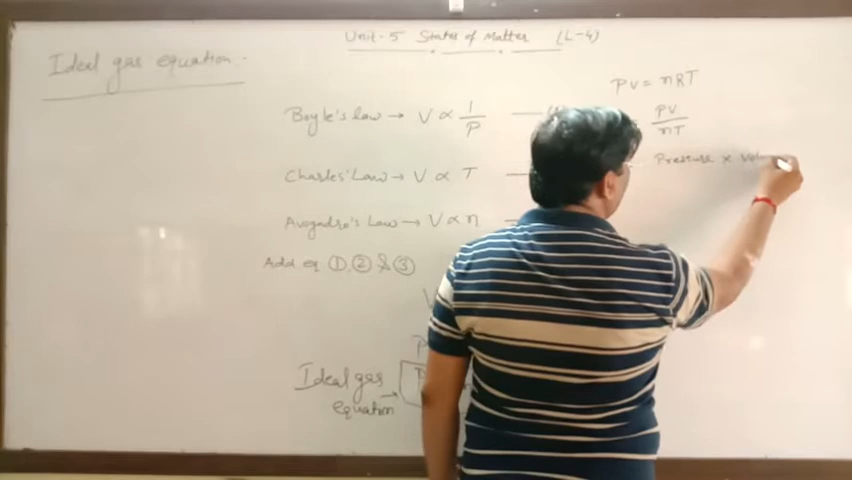 Unit-5 States of Matter (L-4)
Ideal gas equation.
PV = nRT
Boyle's law → V ∝ 1/P
PV/nT
Pressure ×
Charles' Law → V ∝ T
Avogadro's Law → V ∝ n
Add eq ①, ② & ③
V
P
Ideal gas
equation →